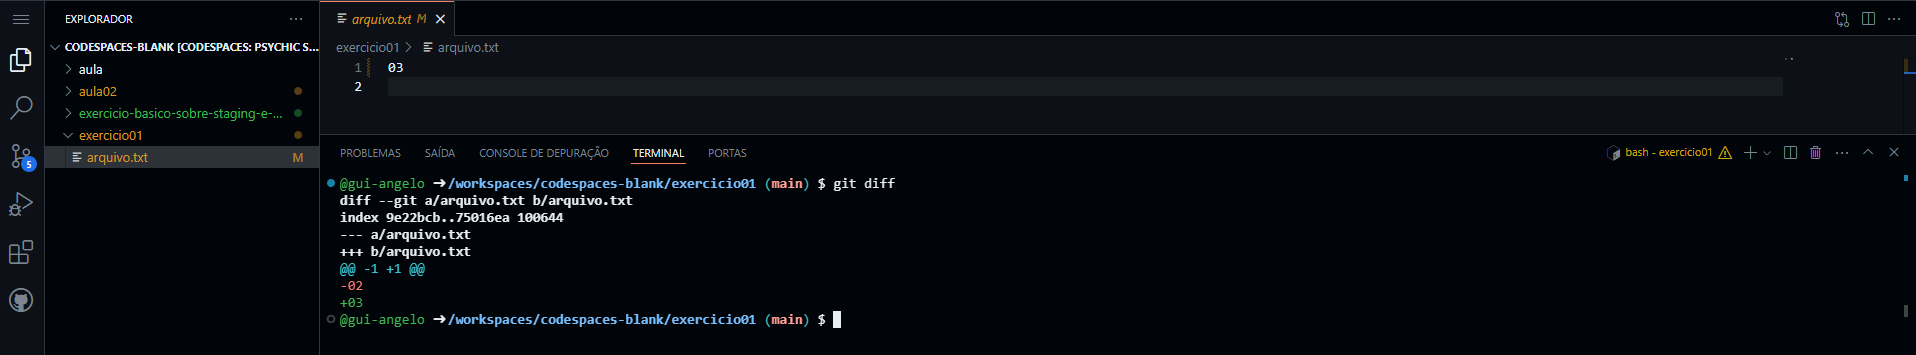 EXPLORADOR ···
CODESPACES-BLANK [CODESPACES: PSYCHIC S...
aula
aula02
exercicio-basico-sobre-staging-e-...
exercicio01
arquivo.txt M
5
arquivo.txt M
exercicio01 > arquivo.txt
1 03
2
PROBLEMAS SAÍDA CONSOLE DE DEPURAÇÃO TERMINAL PORTAS
bash - exercicio01
@gui-angelo ➜/workspaces/codespaces-blank/exercicio01 (main) $ git diff
diff --git a/arquivo.txt b/arquivo.txt
index 9e22bcb..75016ea 100644
--- a/arquivo.txt
+++ b/arquivo.txt
@@ -1 +1 @@
-02
+03
@gui-angelo ➜/workspaces/codespaces-blank/exercicio01 (main) $